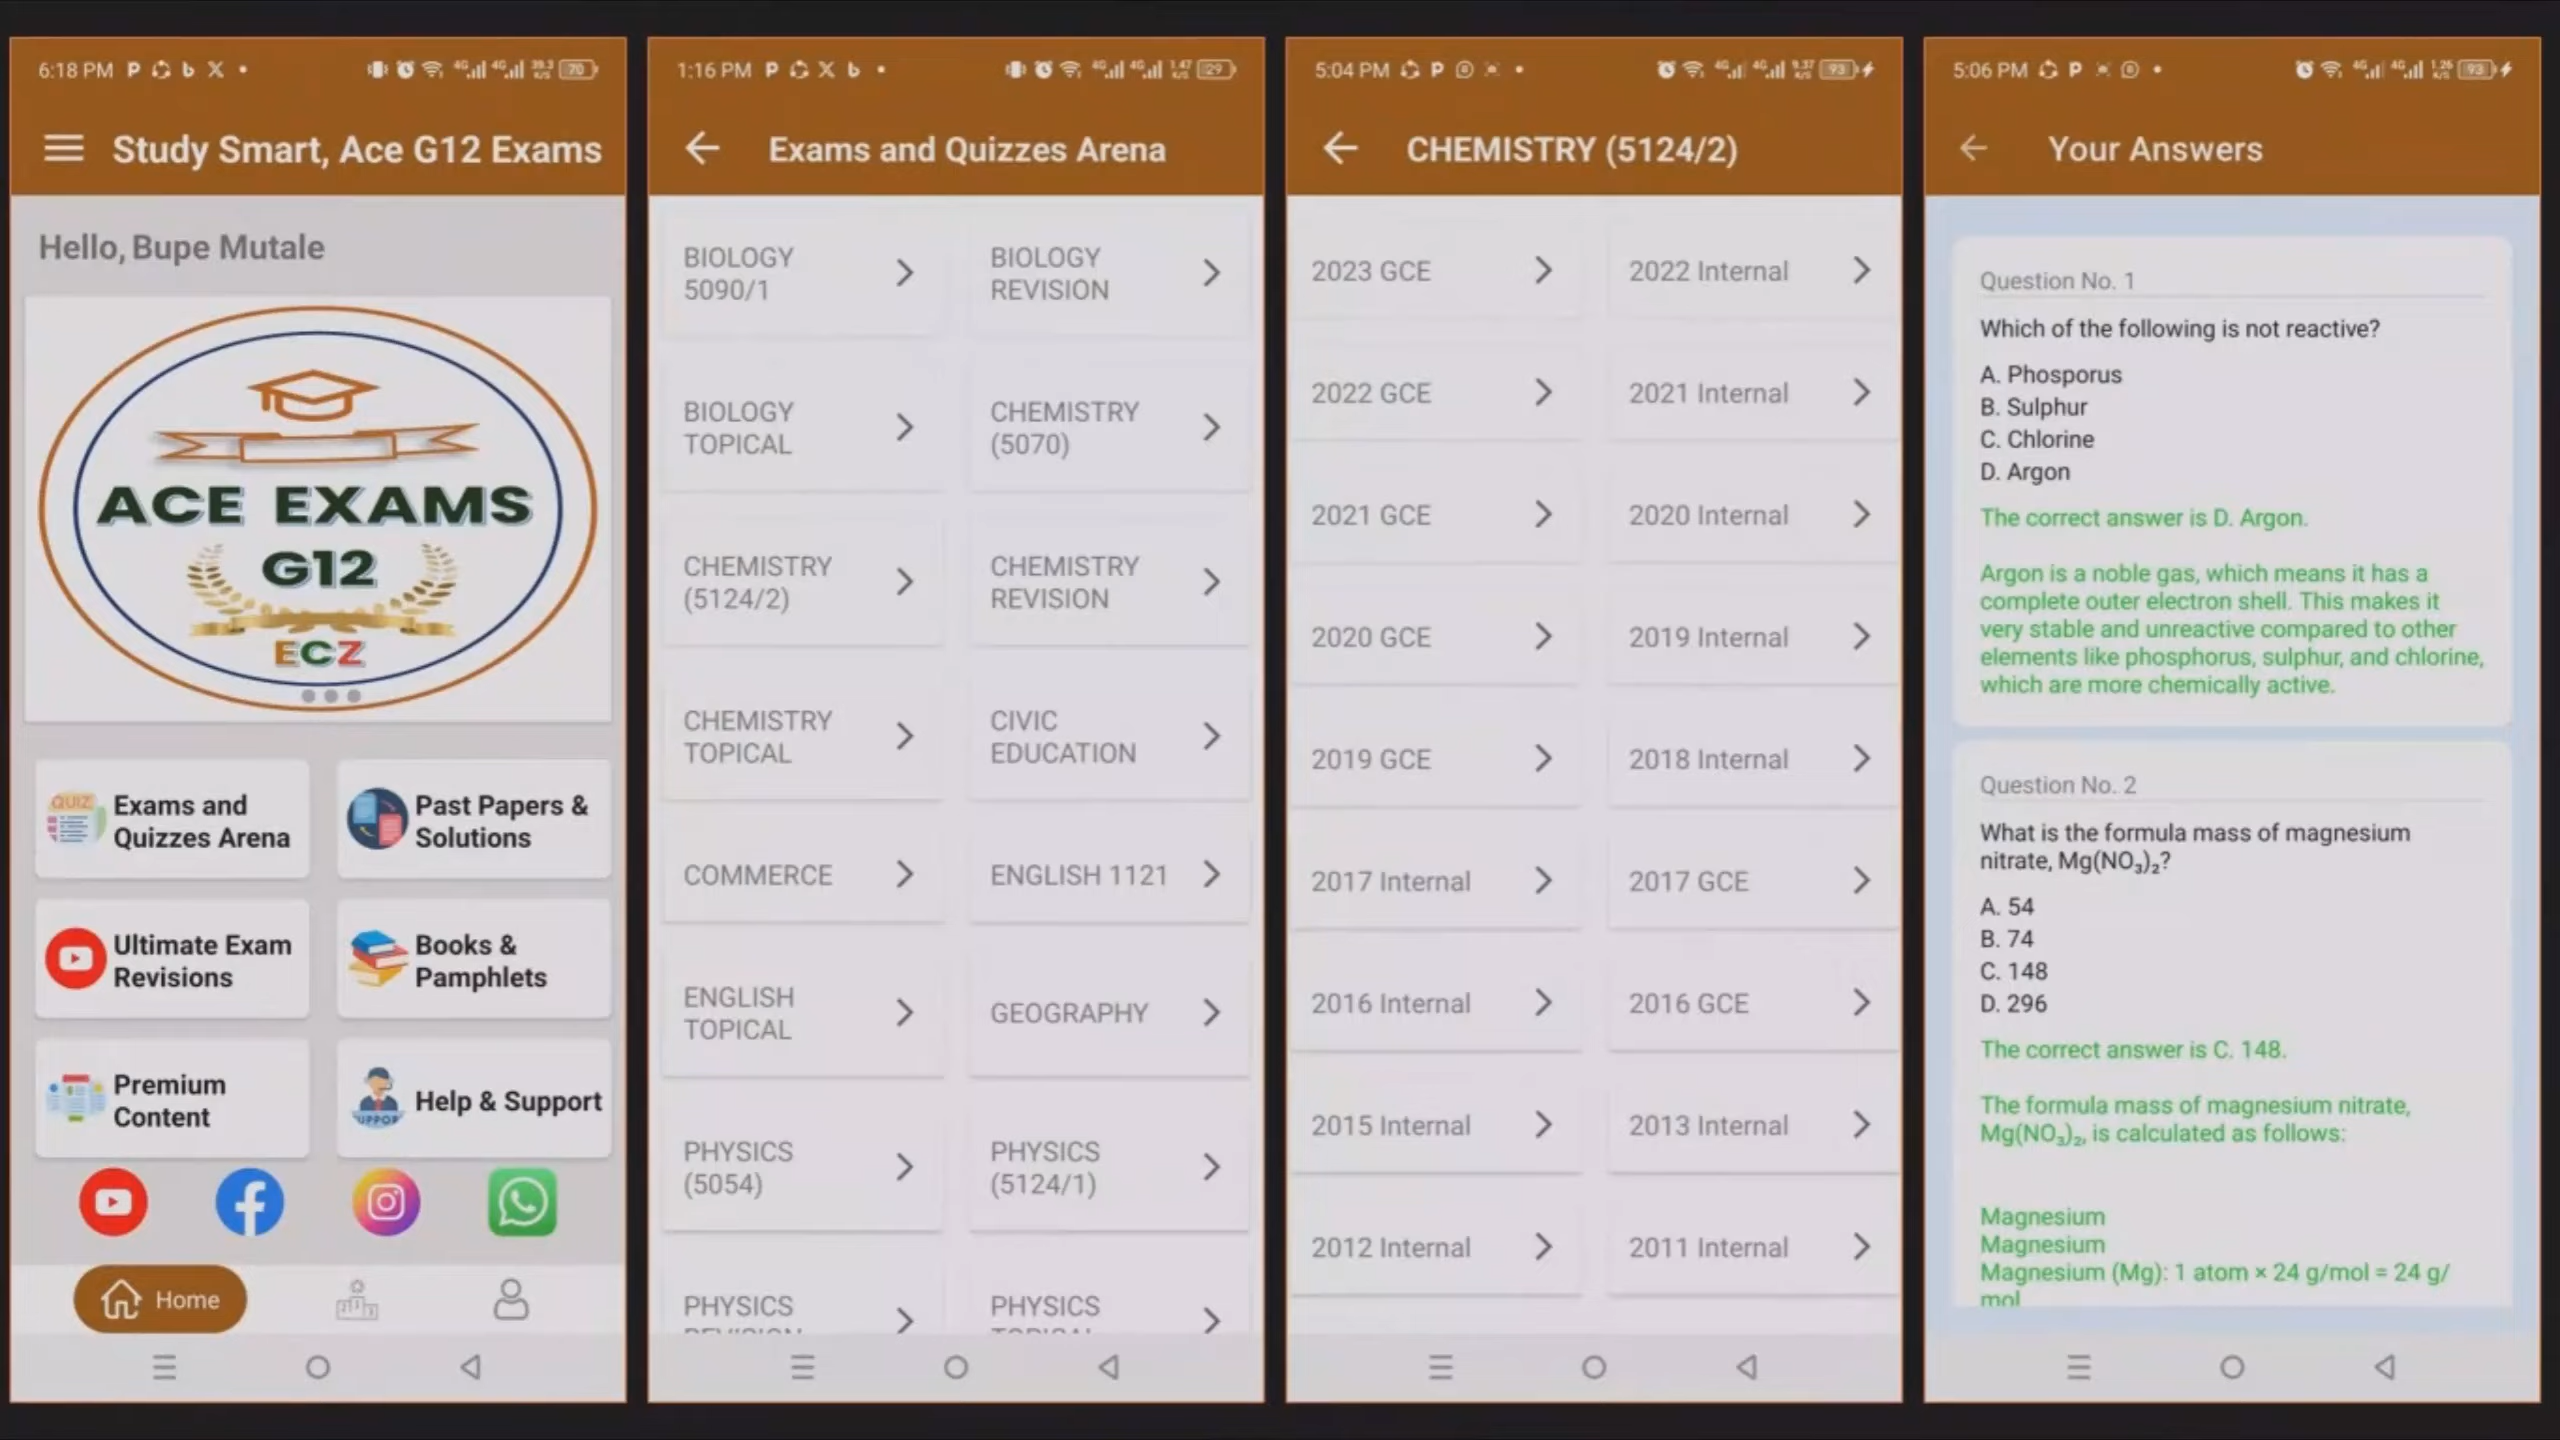 6:18 PM
70
Study Smart, Ace G12 Exams
Hello, Bupe Mutale
ACE EXAMS
G12
ECZ
QUIZ
Exams and
Quizzes Arena
Past Papers &
Solutions
Ultimate Exam
Revisions
Books &
Pamphlets
Premium
Content
Help & Support
Home
1:16 PM
29
Exams and Quizzes Arena
BIOLOGY
5090/1
BIOLOGY
REVISION
BIOLOGY
TOPICAL
CHEMISTRY
(5070)
CHEMISTRY
(5124/2)
CHEMISTRY
REVISION
CHEMISTRY
TOPICAL
CIVIC
EDUCATION
COMMERCE
ENGLISH 1121
ENGLISH
TOPICAL
GEOGRAPHY
PHYSICS
(5054)
PHYSICS
(5124/1)
PHYSICS
PHYSICS
5:04 PM
93
CHEMISTRY (5124/2)
2023 GCE
2022 Internal
2022 GCE
2021 Internal
2021 GCE
2020 Internal
2020 GCE
2019 Internal
2019 GCE
2018 Internal
2017 Internal
2017 GCE
2016 Internal
2016 GCE
2015 Internal
2013 Internal
2012 Internal
2011 Internal
5:06 PM
93
Your Answers
Question No. 1
Which of the following is not reactive?
A. Phosporus
B. Sulphur
C. Chlorine
D. Argon
The correct answer is D. Argon.
Argon is a noble gas, which means it has a
complete outer electron shell. This makes it
very stable and unreactive compared to other
elements like phosphorus, sulphur, and chlorine,
which are more chemically active.
Question No. 2
What is the formula mass of magnesium
nitrate, Mg(NO₃)₂?
A. 54
B. 74
C. 148
D. 296
The correct answer is C. 148.
The formula mass of magnesium nitrate,
Mg(NO₃)₂, is calculated as follows:
Magnesium
Magnesium
Magnesium (Mg): 1 atom × 24 g/mol = 24 g/
mol